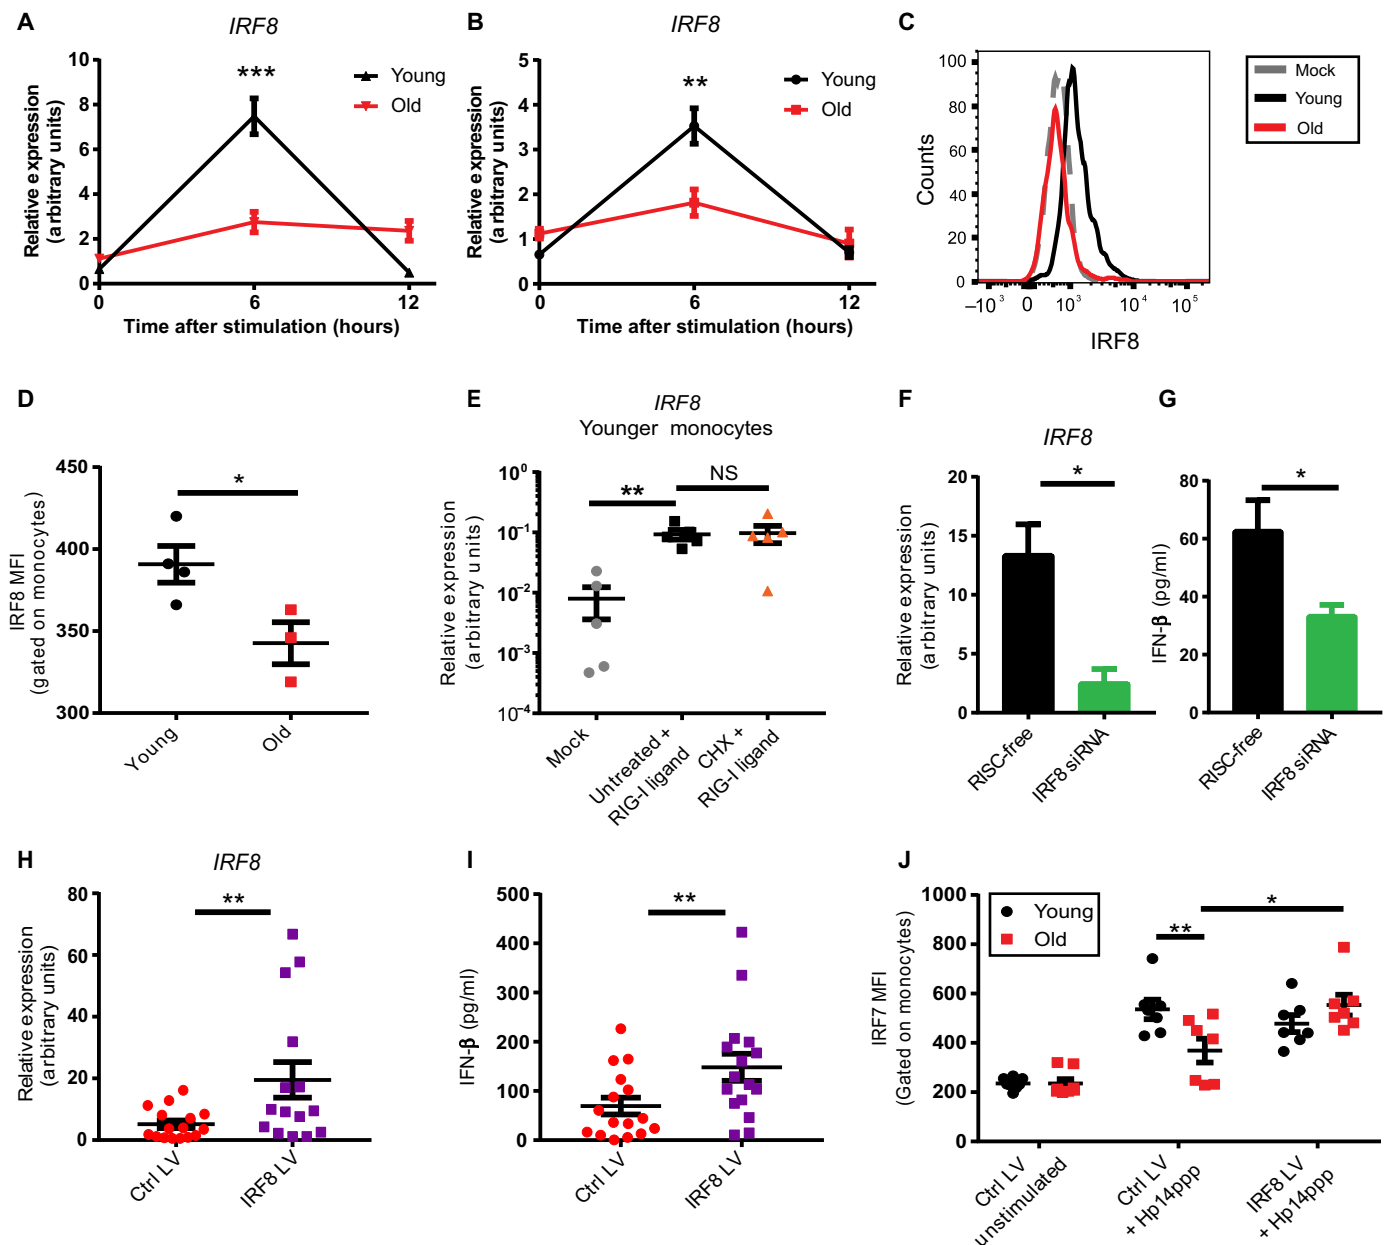 A
IRF8
10
8
6
4
2
0
0
6
12
***
Young
Old
Relative expression
(arbitrary units)
Time after stimulation (hours)
B
IRF8
5
4
3
2
1
0
0
6
12
**
Young
Old
Relative expression
(arbitrary units)
Time after stimulation (hours)
C
100
80
60
40
20
0
–10³
0
10³
10⁴
10⁵
Counts
IRF8
Mock
Young
Old
D
450
400
350
300
*
IRF8 MFI
(gated on monocytes)
Young
Old
E
IRF8
Younger monocytes
10⁰
10⁻¹
10⁻²
10⁻³
10⁻⁴
**
NS
Relative expression
(arbitrary units)
Mock
Untreated +
RIG-I ligand
CHX +
RIG-I ligand
F
IRF8
20
15
10
5
0
*
Relative expression
(arbitrary units)
RISC-free
IRF8 siRNA
G
80
60
40
20
0
*
IFN-β (pg/ml)
RISC-free
IRF8 siRNA
H
IRF8
80
60
40
20
0
**
Relative expression
(arbitrary units)
Ctrl LV
IRF8 LV
I
500
400
300
200
100
0
**
IFN-β (pg/ml)
Ctrl LV
IRF8 LV
J
1000
800
600
400
200
0
Young
Old
**
*
IRF7 MFI
(Gated on monocytes)
Ctrl LV
unstimulated
Ctrl LV
+ Hp14ppp
IRF8 LV
+ Hp14ppp